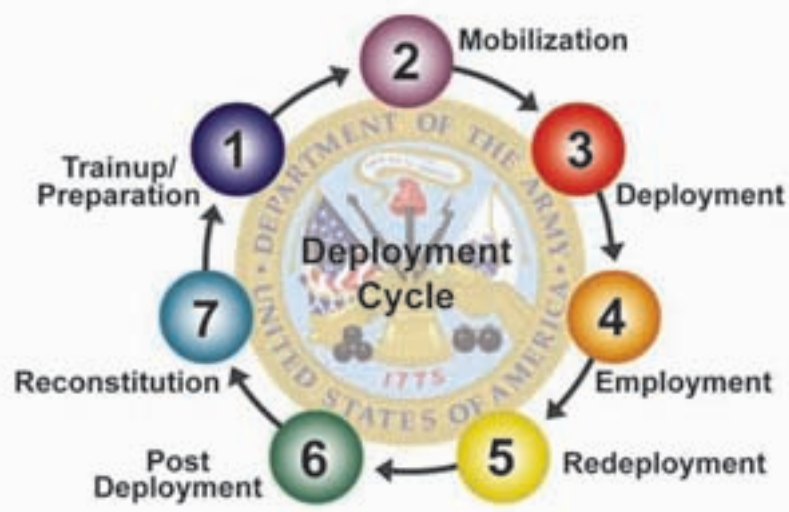 2
Mobilization
1
3
Trainup/
Preparation
Deployment
DEPARTMENT OF THE ARMY
Deployment
Cycle
7
4
Reconstitution
Employment
1775
UNITED STATES OF AMERICA
6
5
Post
Deployment
Redeployment